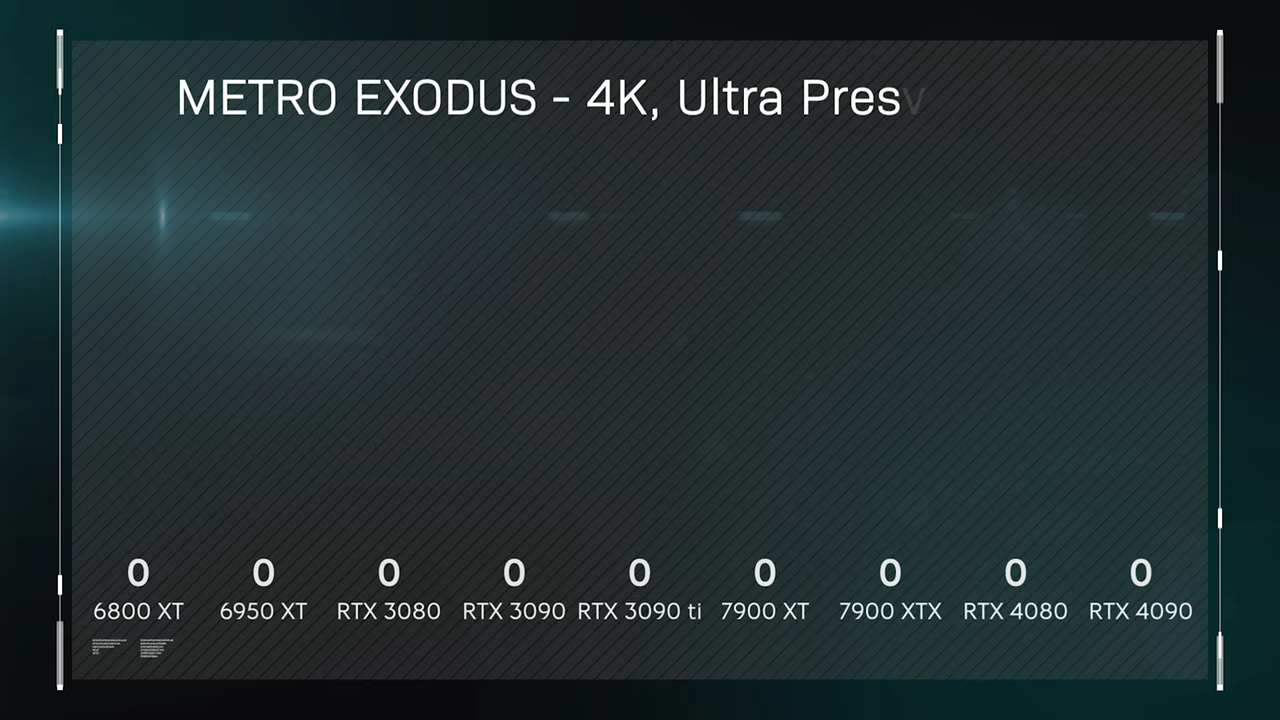 METRO EXODUS - 4K, Ultra Pres
0 0 0 0 0 0 0 0 0
6800 XT 6950 XT RTX 3080 RTX 3090 RTX 3090 ti 7900 XT 7900 XTX RTX 4080 RTX 4090